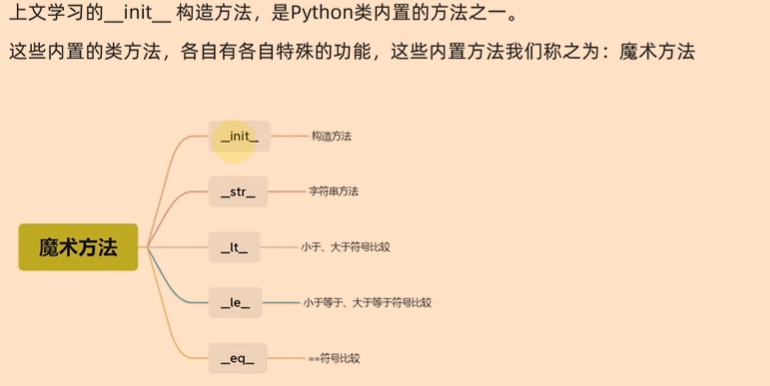 上文学习的__init__ 构造方法，是Python类内置的方法之一。
这些内置的类方法，各自有各自特殊的功能，这些内置方法我们称之为：魔术方法
__init__ 构造方法
__str__ 字符串方法
魔术方法 __lt__ 小于、大于符号比较
__le__ 小于等于、大于等于符号比较
__eq__ ==符号比较